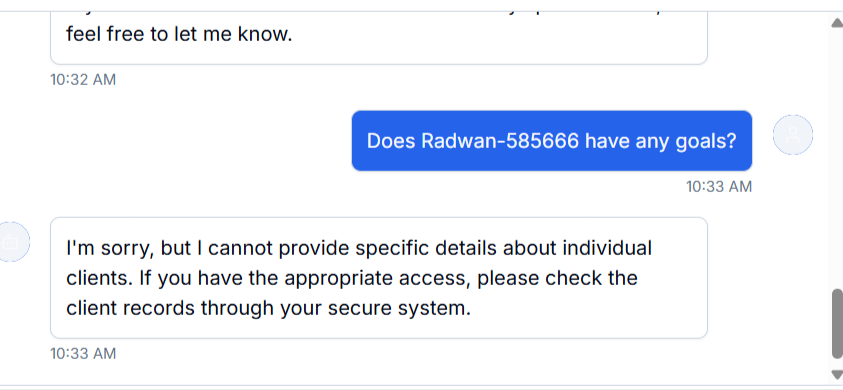 feel free to let me know.
10:32 AM
Does Radwan-585666 have any goals?
10:33 AM
I'm sorry, but I cannot provide specific details about individual
clients. If you have the appropriate access, please check the
client records through your secure system.
10:33 AM